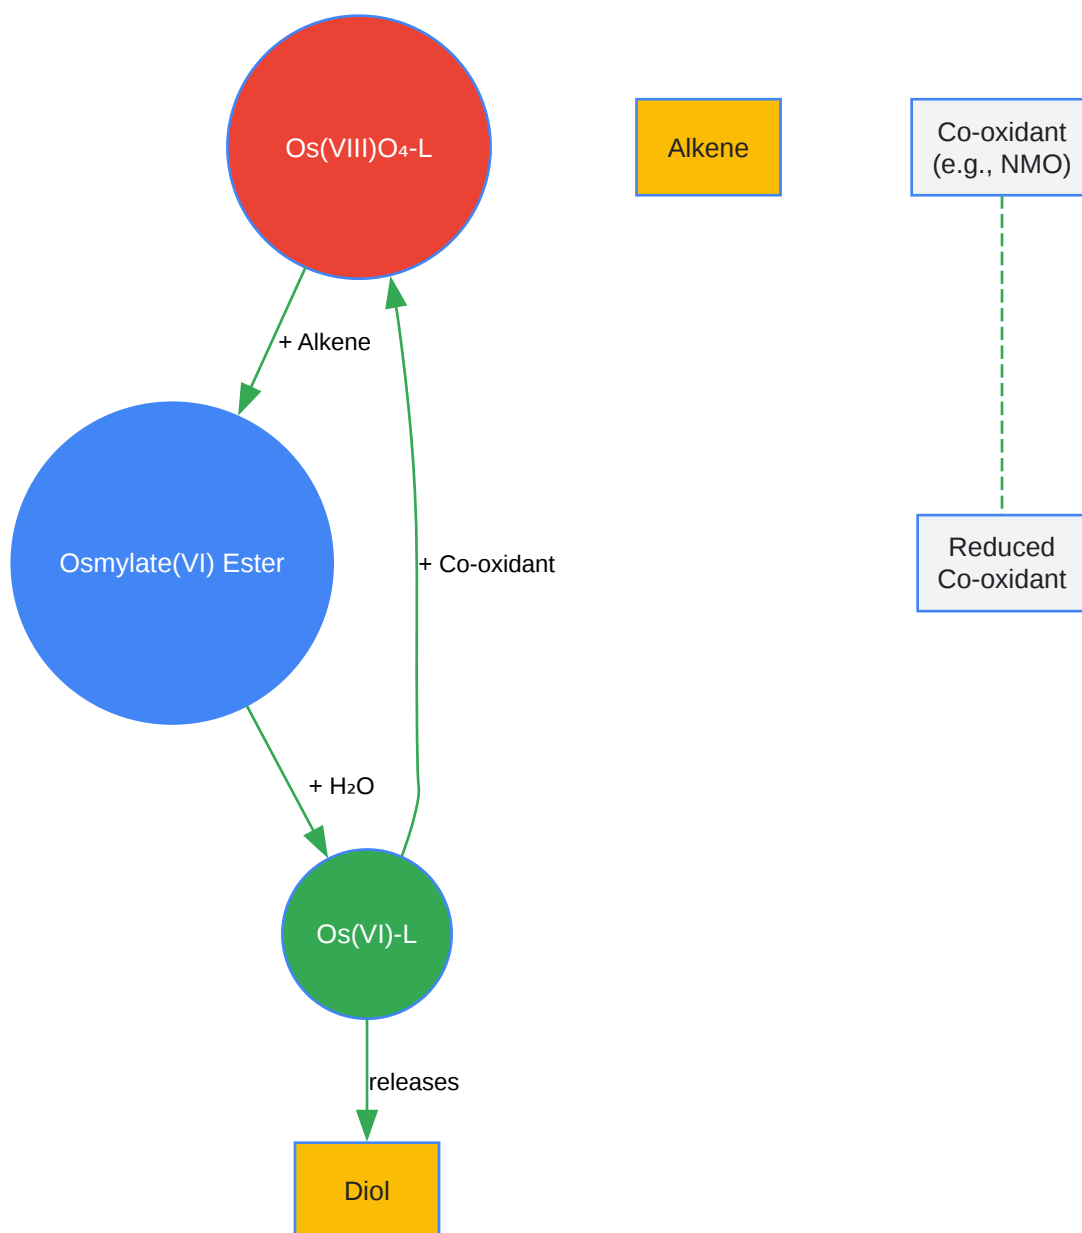 Os(VIII)O₄-L
Alkene
Co-oxidant
(e.g., NMO)
+ Alkene
Osmylate(VI) Ester
+ Co-oxidant
Reduced
Co-oxidant
+ H₂O
Os(VI)-L
releases
Diol